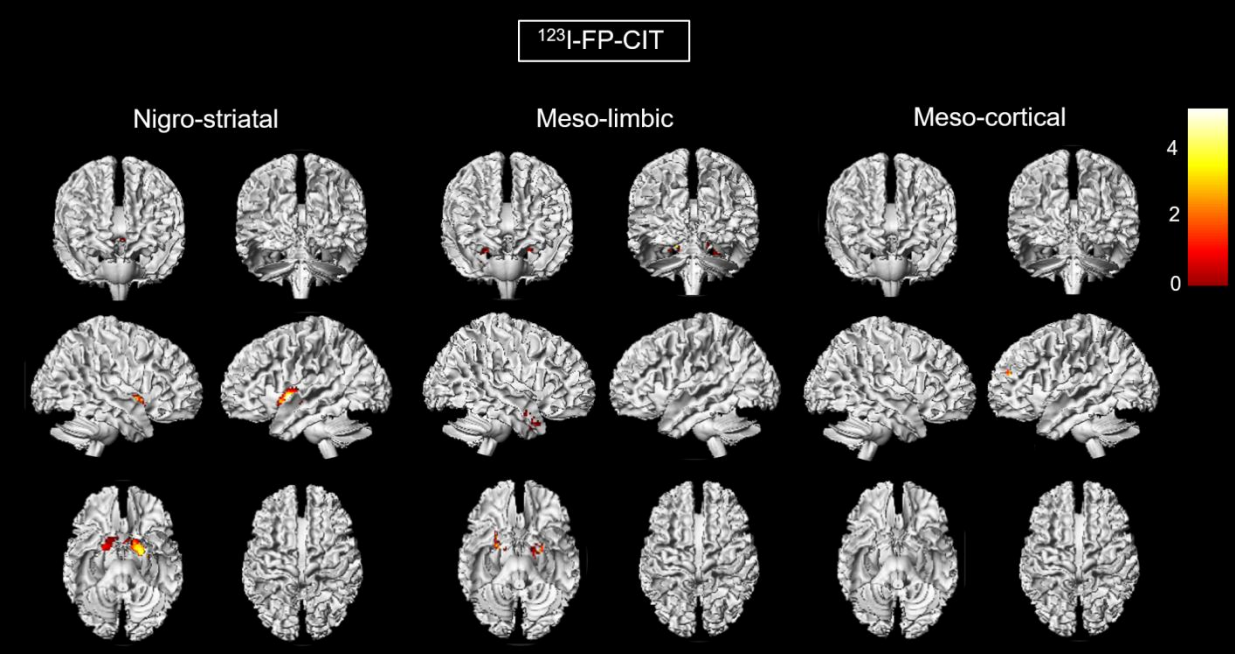 ¹²³I-FP-CIT
Nigro-striatal
Meso-limbic
Meso-cortical
4
2
0